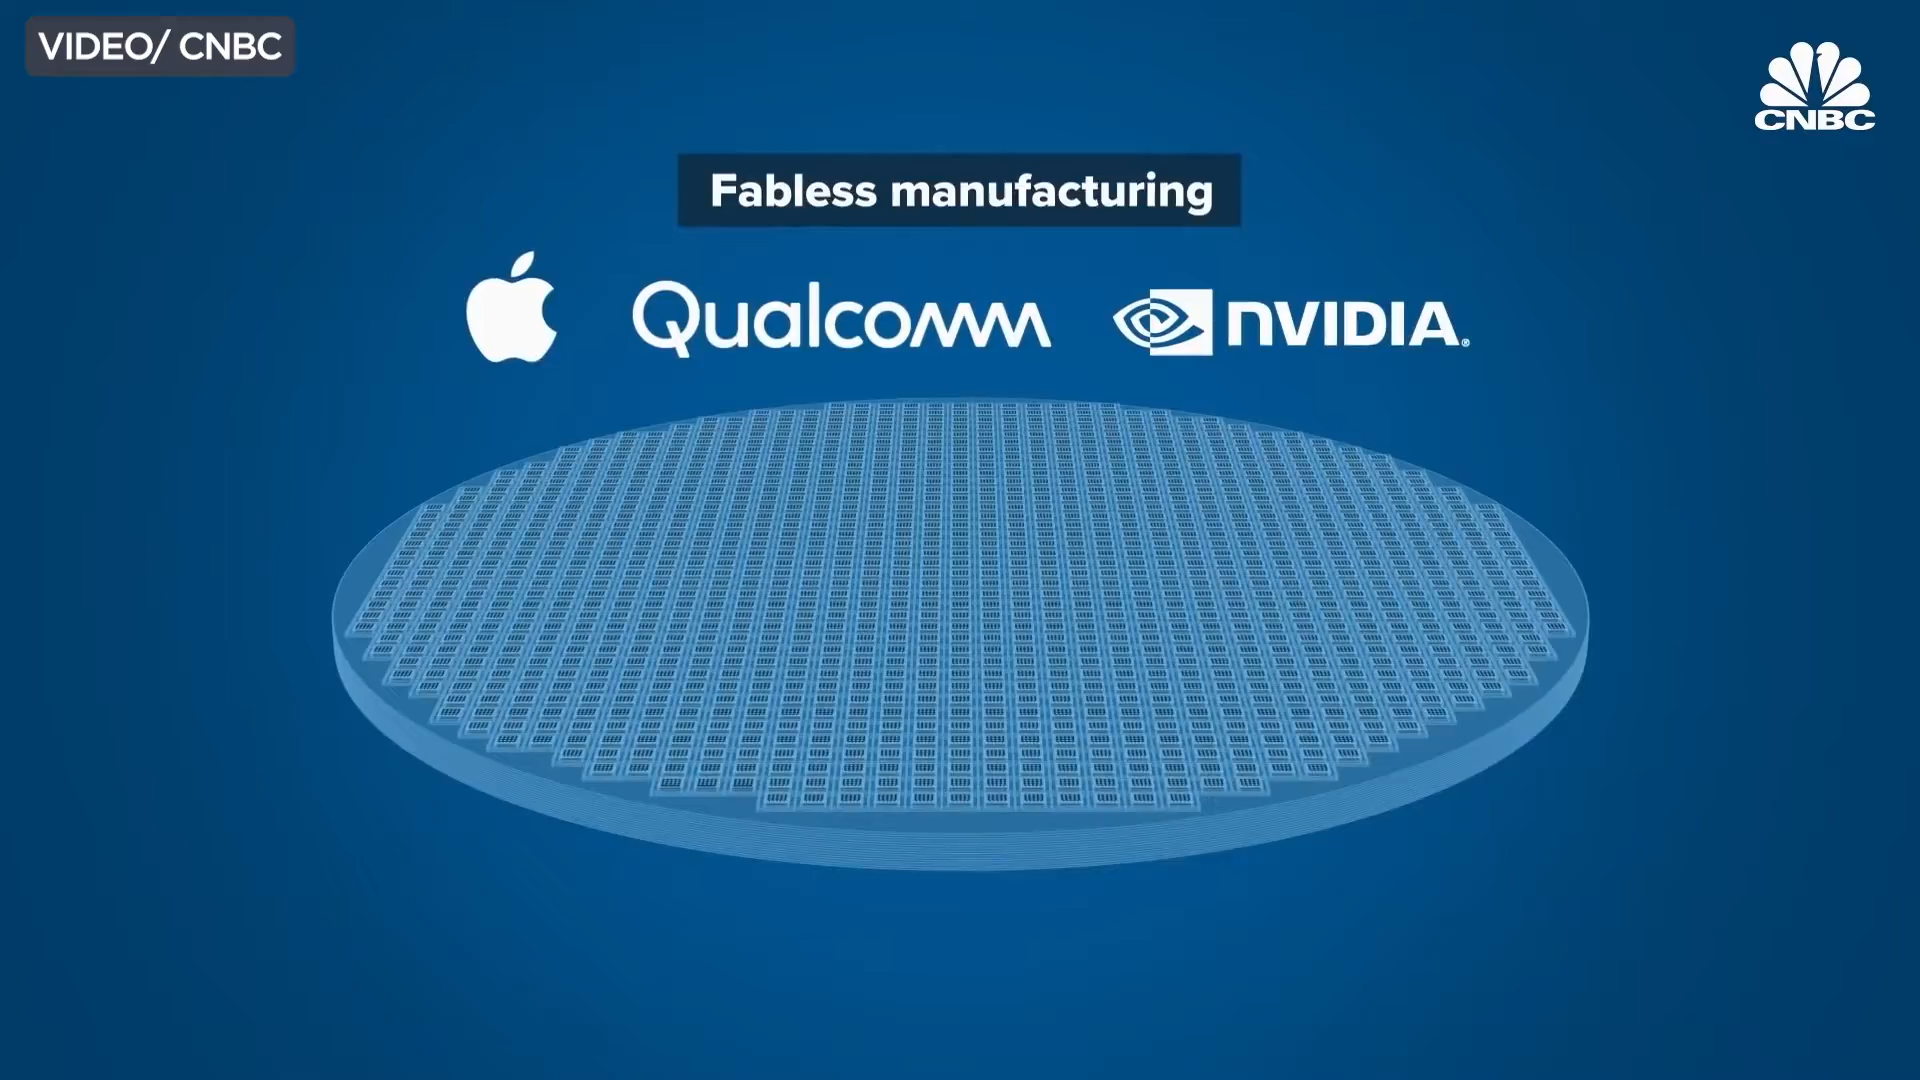 VIDEO/ CNBC
CNBC
Fabless manufacturing
Qualcomm
NVIDIA®